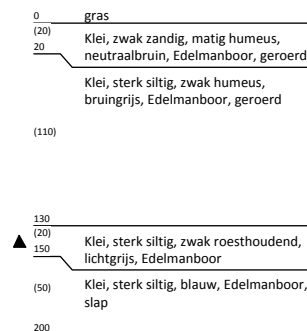 0 gras
(20)
Klei, zwak zandig, matig humeus,
20 neutraalbruin, Edelmanboor, geroerd
Klei, sterk siltig, zwak humeus,
bruingrijs, Edelmanboor, geroerd
(110)
130
(20)
Klei, sterk siltig, zwak roesthoudend,
150 lichtgrijs, Edelmanboor
(50) Klei, sterk siltig, blauw, Edelmanboor,
slap
200